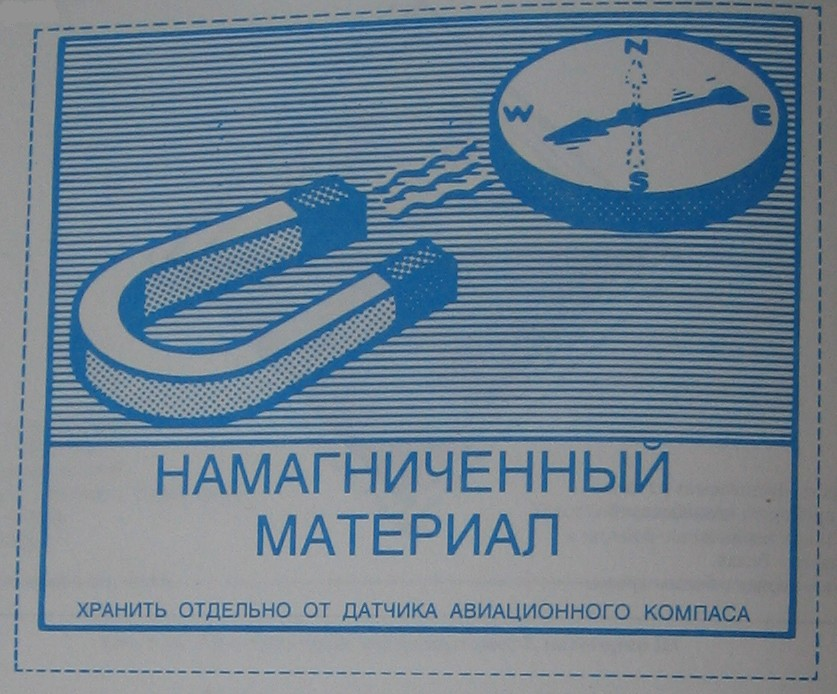 N
W E
S
НАМАГНИЧЕННЫЙ
МАТЕРИАЛ
ХРАНИТЬ ОТДЕЛЬНО ОТ ДАТЧИКА АВИАЦИОННОГО КОМПАСА